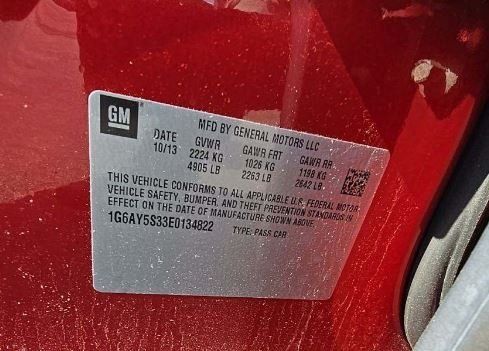 GM
MFD BY GENERAL MOTORS LLC
DATE GVWR GAWR FRT GAWR RR
10/13 2224 KG 1026 KG 1198 KG
4905 LB 2263 LB 2642 LB
THIS VEHICLE CONFORMS TO ALL APPLICABLE U.S. FEDERAL MOTOR
VEHICLE SAFETY, BUMPER, AND THEFT PREVENTION STANDARDS IN
EFFECT ON THE DATE OF MANUFACTURE SHOWN ABOVE.
1G6AY5S33E0134822 TYPE: PASS CAR